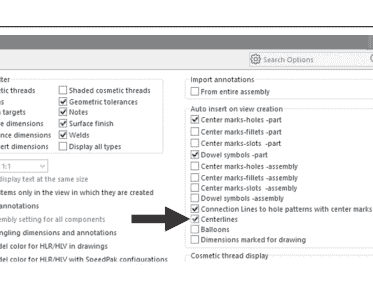 Search Options
lter
Import annotations
etic threads
Shaded cosmetic threads
From entire assembly
Geometric tolerances
targets
Notes
Auto insert on view creation
e dimensions
Surface finish
Center marks-holes -part
nce dimensions
Welds
Center marks-fillets -part
ert dimensions
Display all types
Center marks-slots -part
Dowel symbols -part
1:1
Center marks-holes -assembly
display text at the same size
Center marks-fillets -assembly
items only in the view in which they are created
Center marks-slots -assembly
annotations
Dowel symbols -assembly
Connection Lines to hole patterns with center marks
embly setting for all components
Centerlines
ngling dimensions and annotations
Balloons
del color for HLR/HLV in drawings
Dimensions marked for drawing
del color for HLR/HLV with SpeedPak configurations
Cosmetic thread display